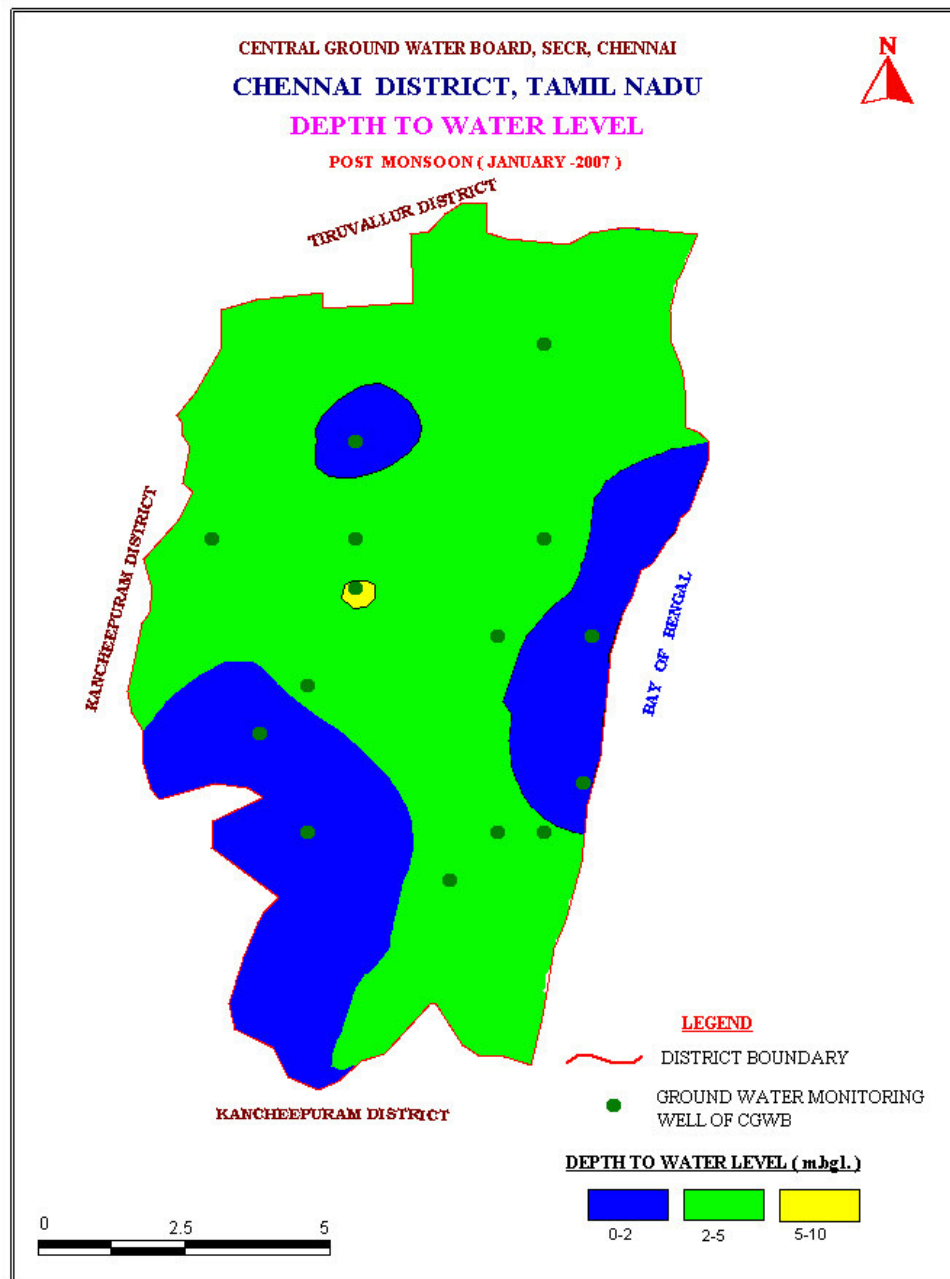 CENTRAL GROUND WATER BOARD, SECR, CHENNAI
CHENNAI DISTRICT, TAMIL NADU
DEPTH TO WATER LEVEL
POST MONSOON ( JANUARY -2007 )
N
TIRUVALLUR DISTRICT
KANCHEEPURAM DISTRICT
BAY OF BENGAL
KANCHEEPURAM DISTRICT
LEGEND
DISTRICT BOUNDARY
GROUND WATER MONITORING
WELL OF CGWB
DEPTH TO WATER LEVEL ( m.bgl. )
0-2 2-5 5-10
0 2.5 5